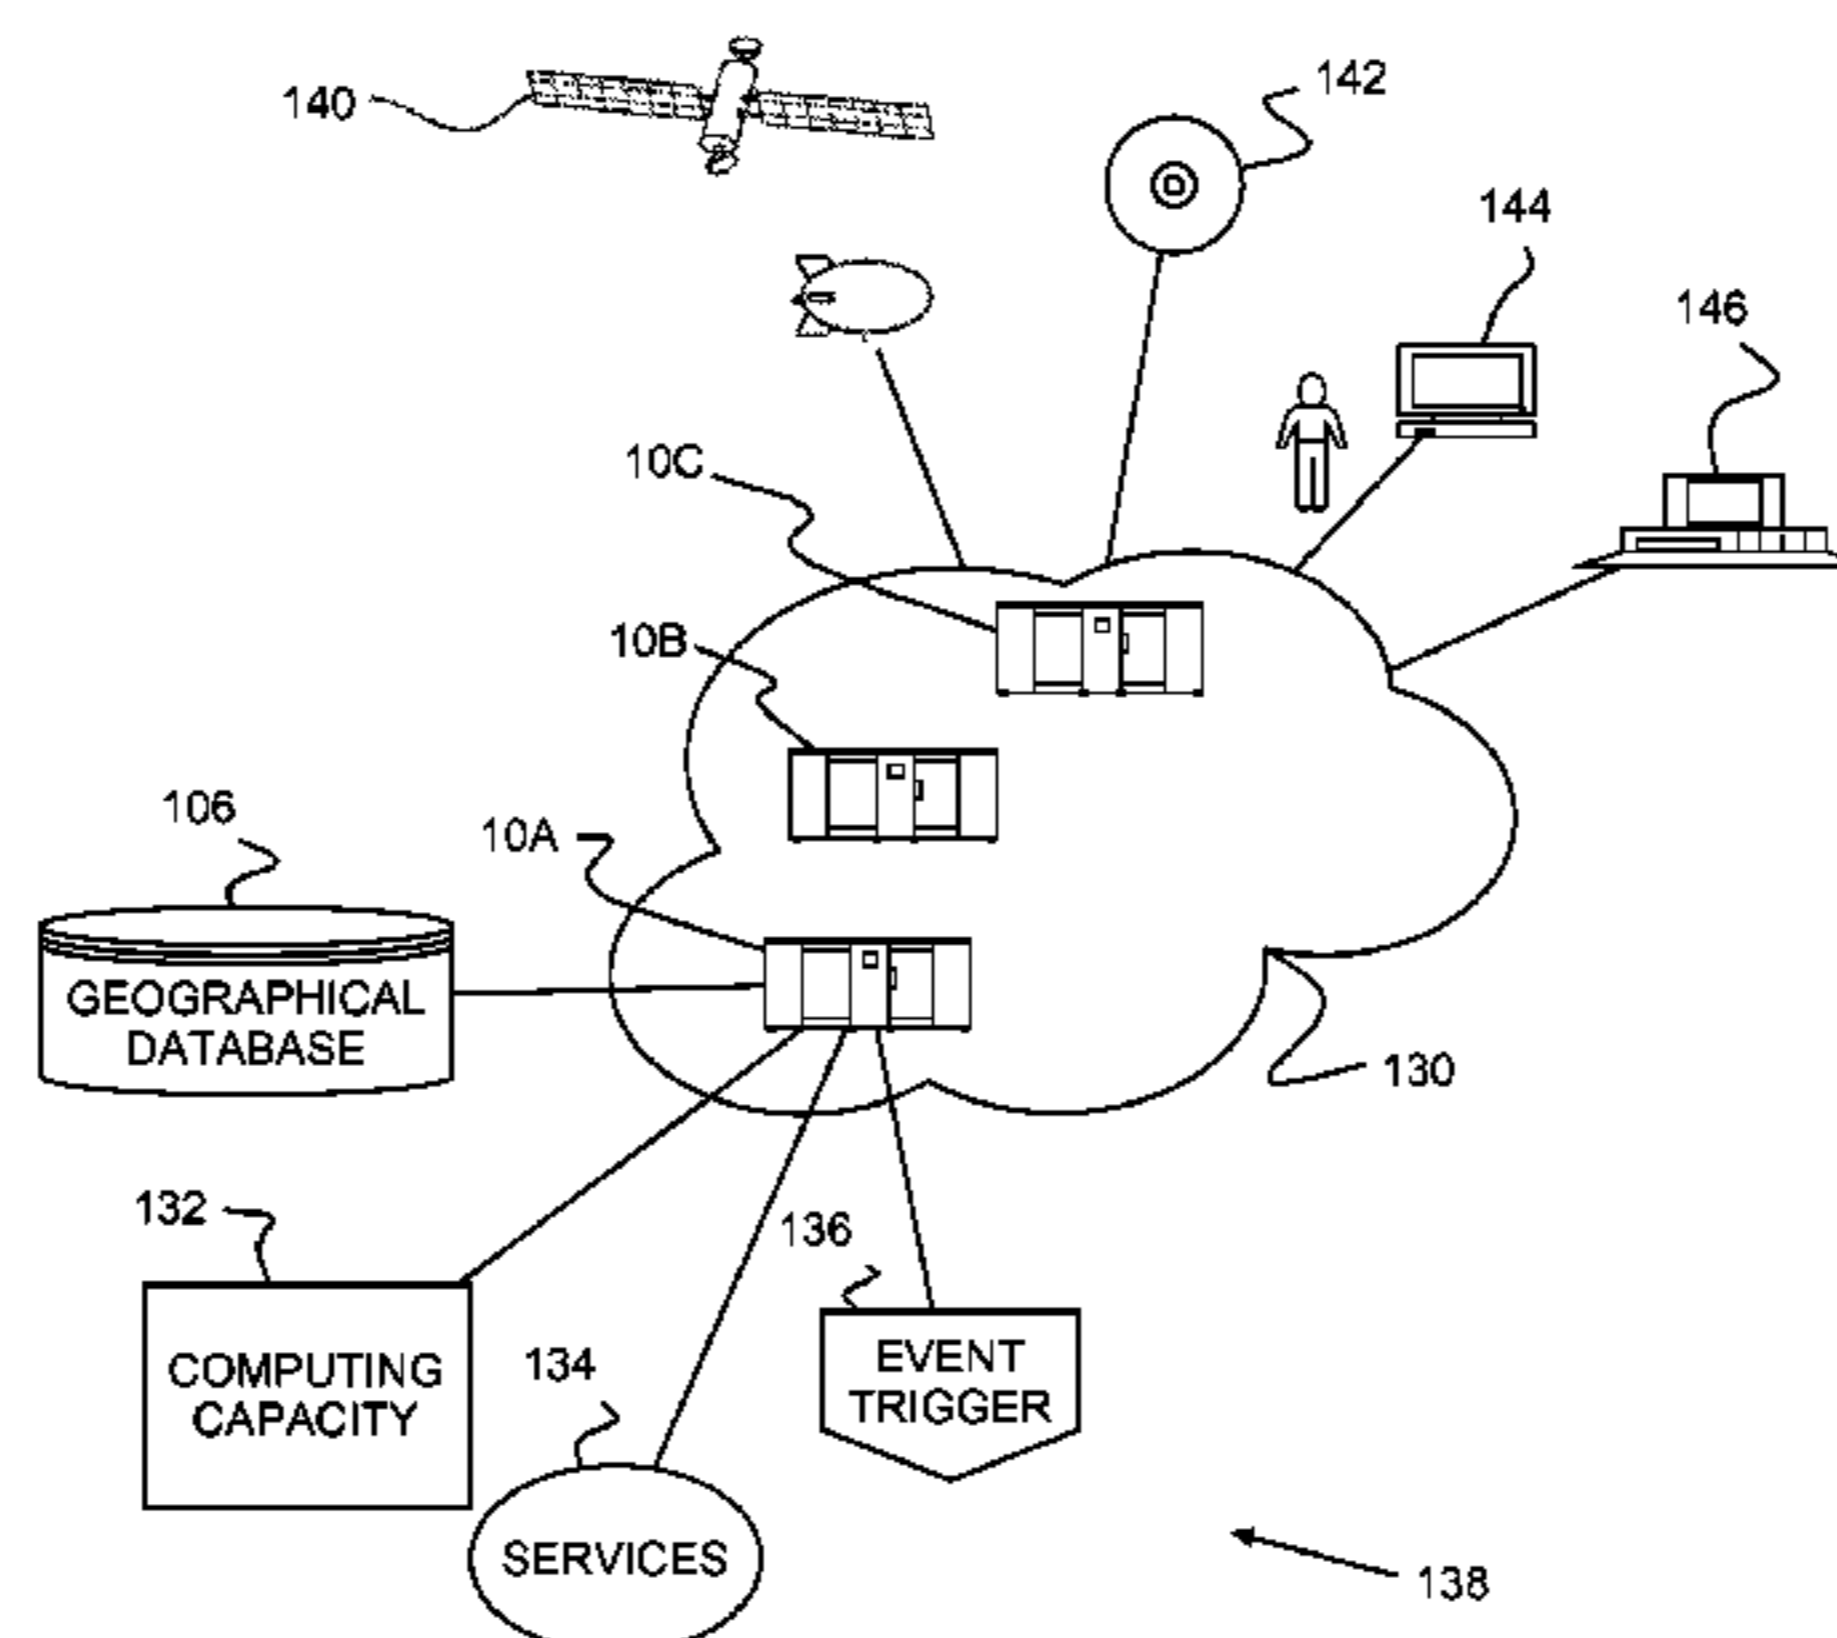 140
142
144
146
10C
10B
10A
106
GEOGRAPHICAL
DATABASE
130
132
136
COMPUTING
CAPACITY
134
EVENT
TRIGGER
SERVICES
138